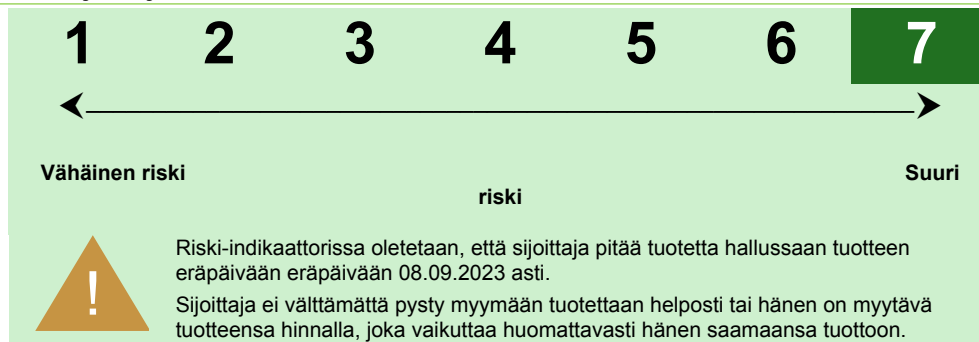 1 2 3 4 5 6 7
Vähäinen riski Suuri
riski
!
Riski-indikaattorissa oletetaan, että sijoittaja pitää tuotetta hallussaan tuotteen
eräpäivään eräpäivään 08.09.2023 asti.
Sijoittaja ei välttämättä pysty myymään tuotettaan helposti tai hänen on myytävä
tuotteensa hinnalla, joka vaikuttaa huomattavasti hänen saamaansa tuottoon.